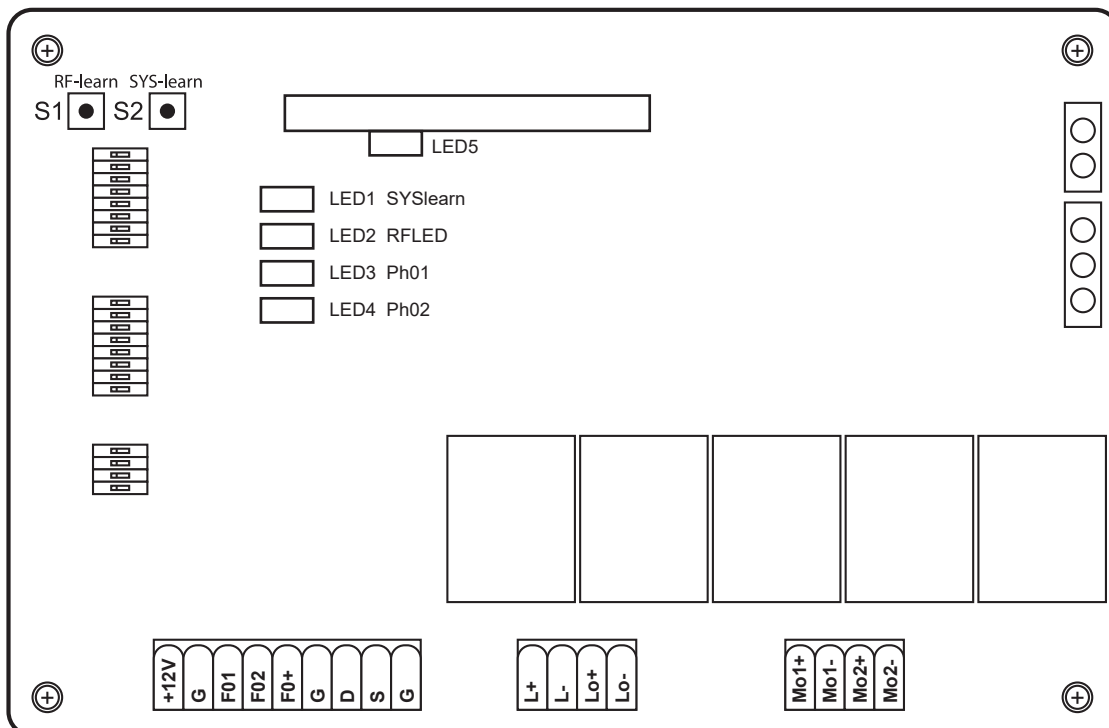 RF-learn SYS-learn
S1 S2
LED5
LED1 SYSlearn
LED2 RFLED
LED3 Ph01
LED4 Ph02
+12V G F01 F02 F0+ G D S G
L+ L- Lo+ Lo-
Mo1+ Mo1- Mo2+ Mo2-